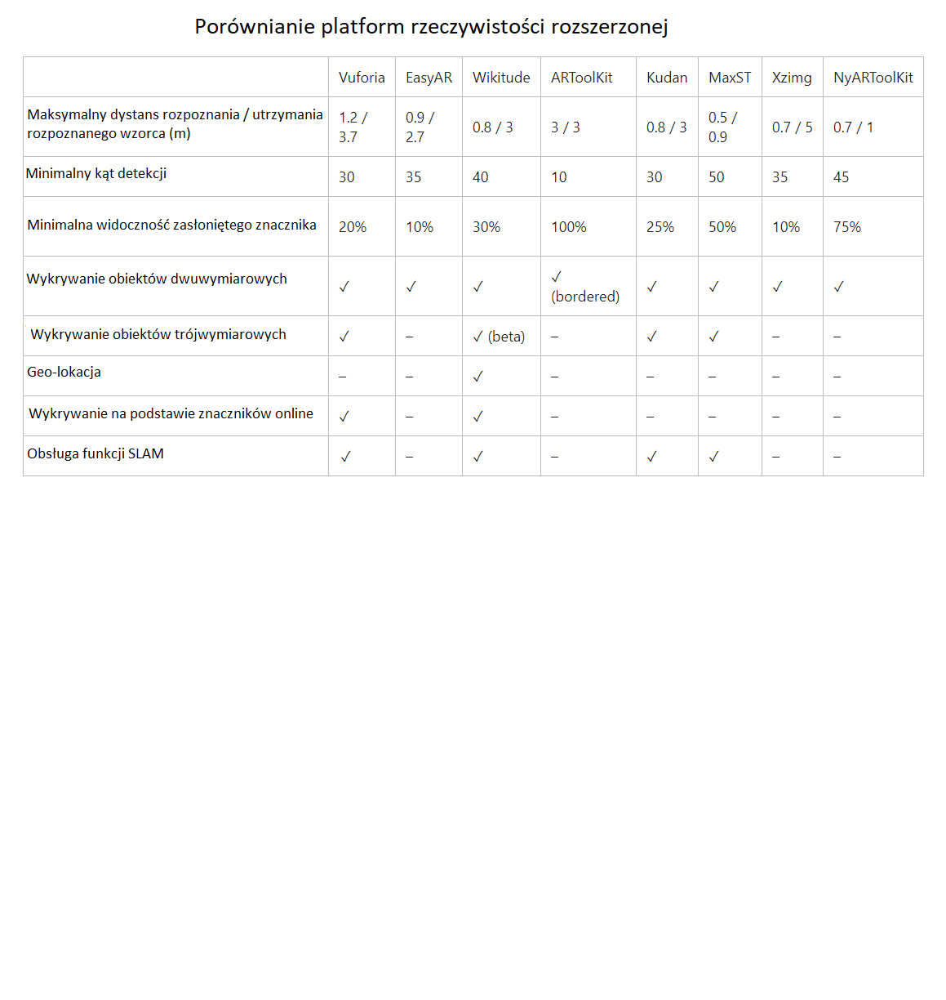 Porównianie platform rzeczywistości rozszerzonej
Vuforia EasyAR Wikitude ARToolKit Kudan MaxST Xzimg NyARToolKit
Maksymalny dystans rozpoznania / utrzymania
rozpoznanego wzorca (m)
1.2 /
3.7
0.9 /
2.7
0.8 / 3
3 / 3
0.8 / 3
0.5 /
0.9
0.7 / 5
0.7 / 1
Minimalny kąt detekcji 30 35 40 10 30 50 35 45
Minimalna widoczność zasłoniętego znacznika 20% 10% 30% 100% 25% 50% 10% 75%
Wykrywanie obiektów dwuwymiarowych ✓ ✓ ✓ ✓
(bordered)
✓ ✓ ✓ ✓
Wykrywanie obiektów trójwymiarowych ✓ – ✓ (beta) – ✓ ✓ – –
Geo-lokacja – – ✓ – – – – –
Wykrywanie na podstawie znaczników online ✓ – ✓ – – – – –
Obsługa funkcji SLAM ✓ – ✓ – ✓ ✓ – –